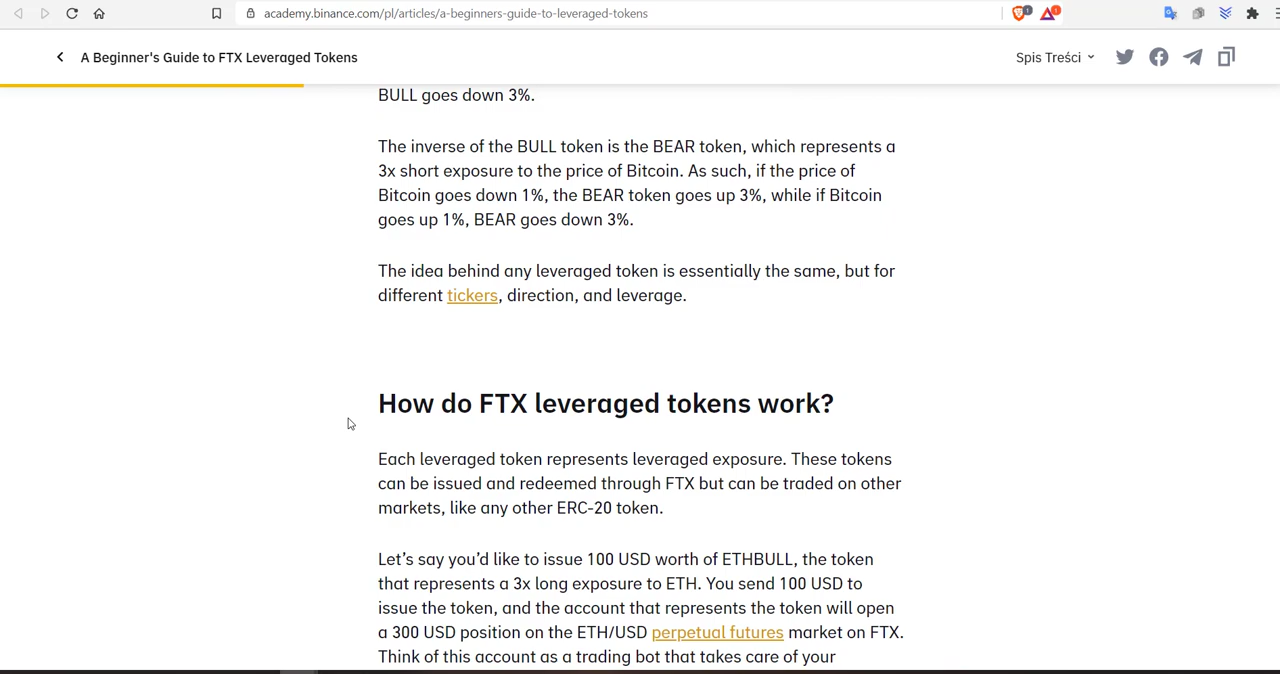 academy.binance.com/pl/articles/a-beginners-guide-to-leveraged-tokens
A Beginner's Guide to FTX Leveraged Tokens
Spis Treści
BULL goes down 3%.
The inverse of the BULL token is the BEAR token, which represents a
3x short exposure to the price of Bitcoin. As such, if the price of
Bitcoin goes down 1%, the BEAR token goes up 3%, while if Bitcoin
goes up 1%, BEAR goes down 3%.
The idea behind any leveraged token is essentially the same, but for
different tickers, direction, and leverage.
How do FTX leveraged tokens work?
Each leveraged token represents leveraged exposure. These tokens
can be issued and redeemed through FTX but can be traded on other
markets, like any other ERC-20 token.
Let’s say you’d like to issue 100 USD worth of ETHBULL, the token
that represents a 3x long exposure to ETH. You send 100 USD to
issue the token, and the account that represents the token will open
a 300 USD position on the ETH/USD perpetual futures market on FTX.
Think of this account as a trading bot that takes care of your